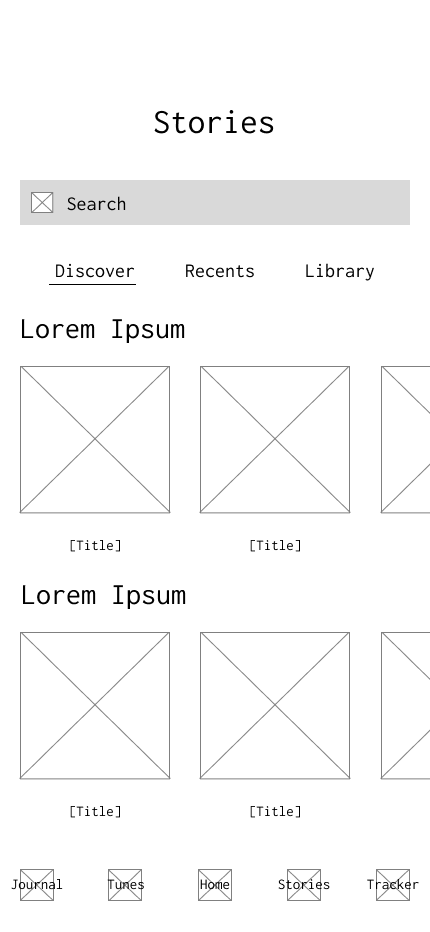 Stories
Search
Discover Recents Library
Lorem Ipsum
[Title] [Title]
Lorem Ipsum
[Title] [Title]
Journal Tunes Home Stories Tracker